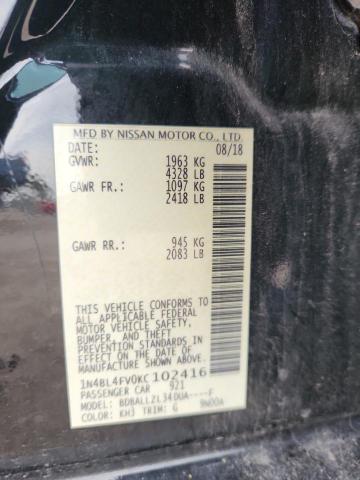 MFD BY NISSAN MOTOR CO., LTD.
DATE: 08/18
GVWR: 1963 KG
4328 LB
GAWR FR.: 1097 KG
2418 LB
GAWR RR.: 945 KG
2083 LB
THIS VEHICLE CONFORMS TO
ALL APPLICABLE FEDERAL
MOTOR VEHICLE SAFETY,
BUMPER, AND THEFT
PREVENTION STANDARDS IN
EFFECT ON THE DATE OF
MANUFACTURE SHOWN ABOVE.
1N4BL4FV0KC102416
PASSENGER CAR 921
MODEL: BDBALLZL34DUA----F
COLOR: KH3 TRIM: G 9N00A